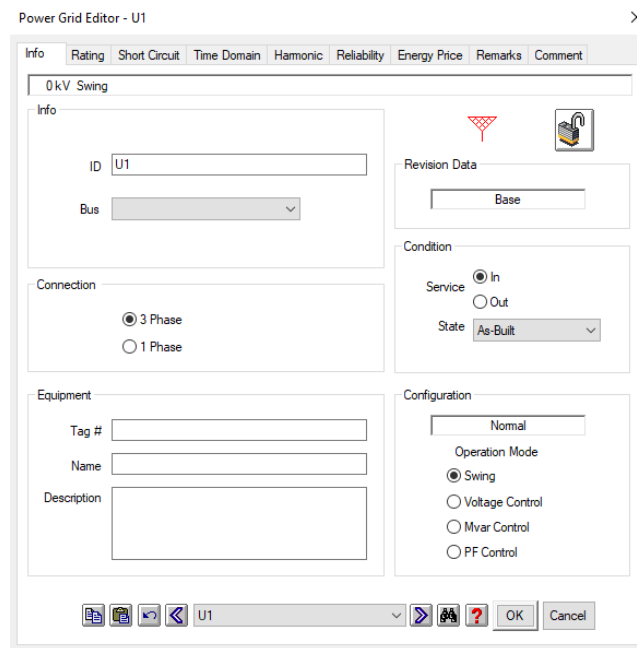 Power Grid Editor - U1
Info Rating Short Circuit Time Domain Harmonic Reliability Energy Price Remarks Comment
0 kV Swing
Info
ID U1
Bus
Revision Data
Base
Condition
Service In
Out
State As-Built
Connection
3 Phase
1 Phase
Equipment
Tag #
Name
Description
Configuration
Normal
Operation Mode
Swing
Voltage Control
Mvar Control
PF Control
U1 ? OK Cancel